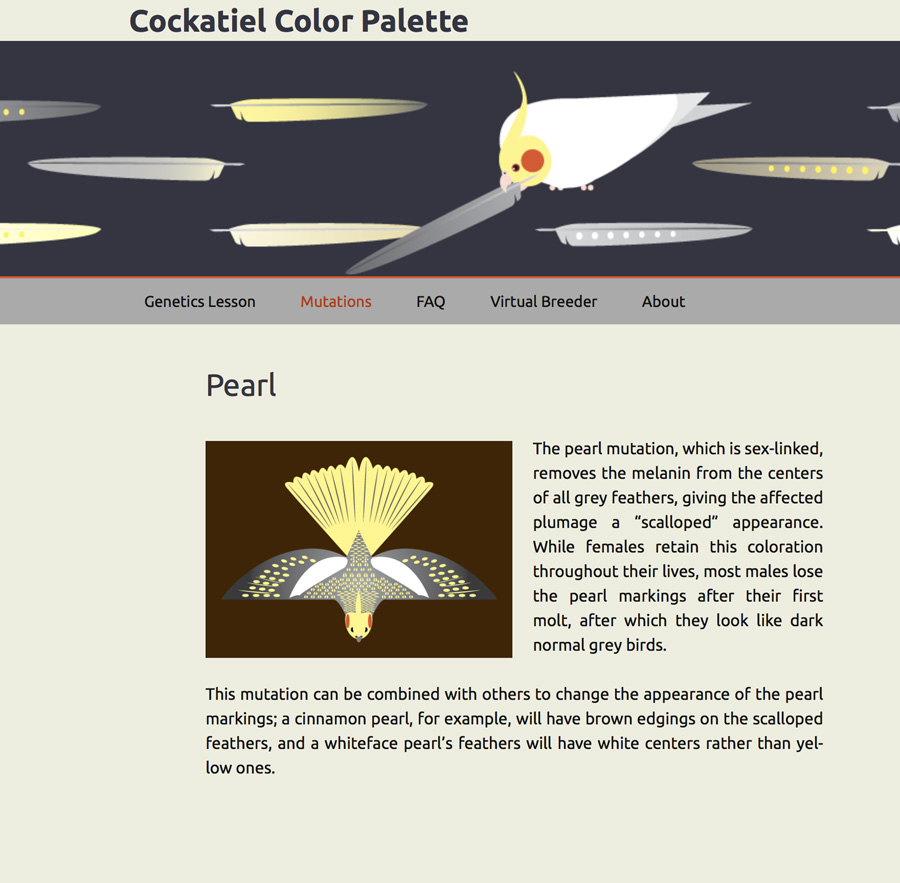 Cockatiel Color Palette
Genetics Lesson Mutations FAQ Virtual Breeder About
Pearl
The pearl mutation, which is sex-linked,
removes the melanin from the centers
of all grey feathers, giving the affected
plumage a “scalloped“ appearance.
While females retain this coloration
throughout their lives, most males lose
the pearl markings after their first
molt, after which they look like dark
normal grey birds.
This mutation can be combined with others to change the appearance of the pearl
markings; a cinnamon pearl, for example, will have brown edgings on the scalloped
feathers, and a whiteface pearl’s feathers will have white centers rather than yel-
low ones.